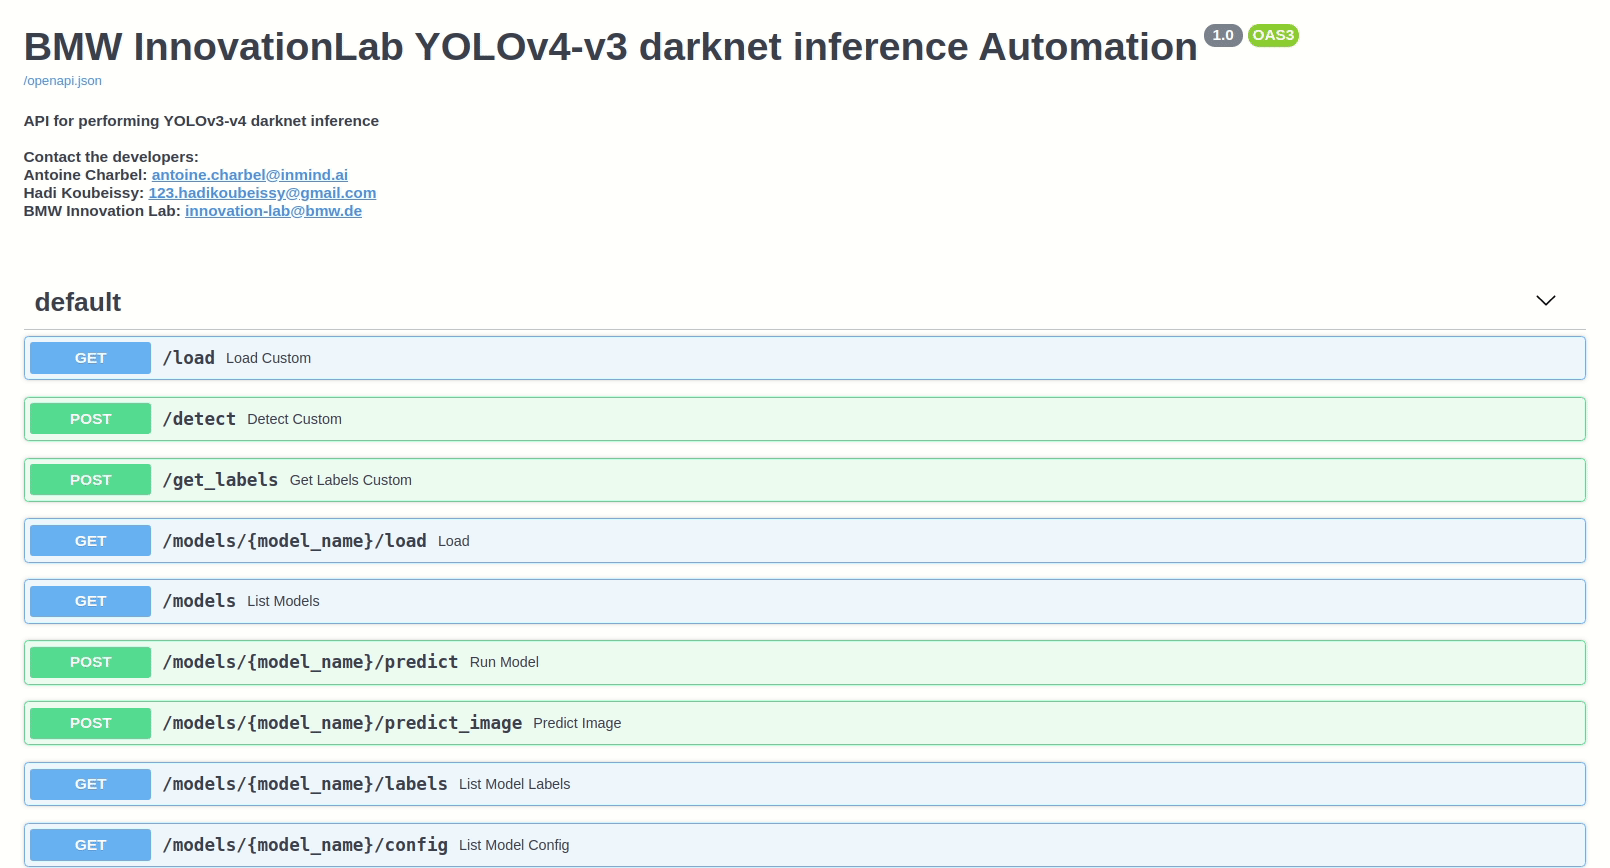 BMW InnovationLab YOLOv4-v3 darknet inference Automation 1.0 OAS3
/openapi.json
API for performing YOLOv3-v4 darknet inference
Contact the developers:
Antoine Charbel: antoine.charbel@inmind.ai
Hadi Koubeissy: 123.hadikoubeissy@gmail.com
BMW Innovation Lab: innovation-lab@bmw.de
default
GET /load Load Custom
POST /detect Detect Custom
POST /get_labels Get Labels Custom
GET /models/{model_name}/load Load
GET /models List Models
POST /models/{model_name}/predict Run Model
POST /models/{model_name}/predict_image Predict Image
GET /models/{model_name}/labels List Model Labels
GET /models/{model_name}/config List Model Config